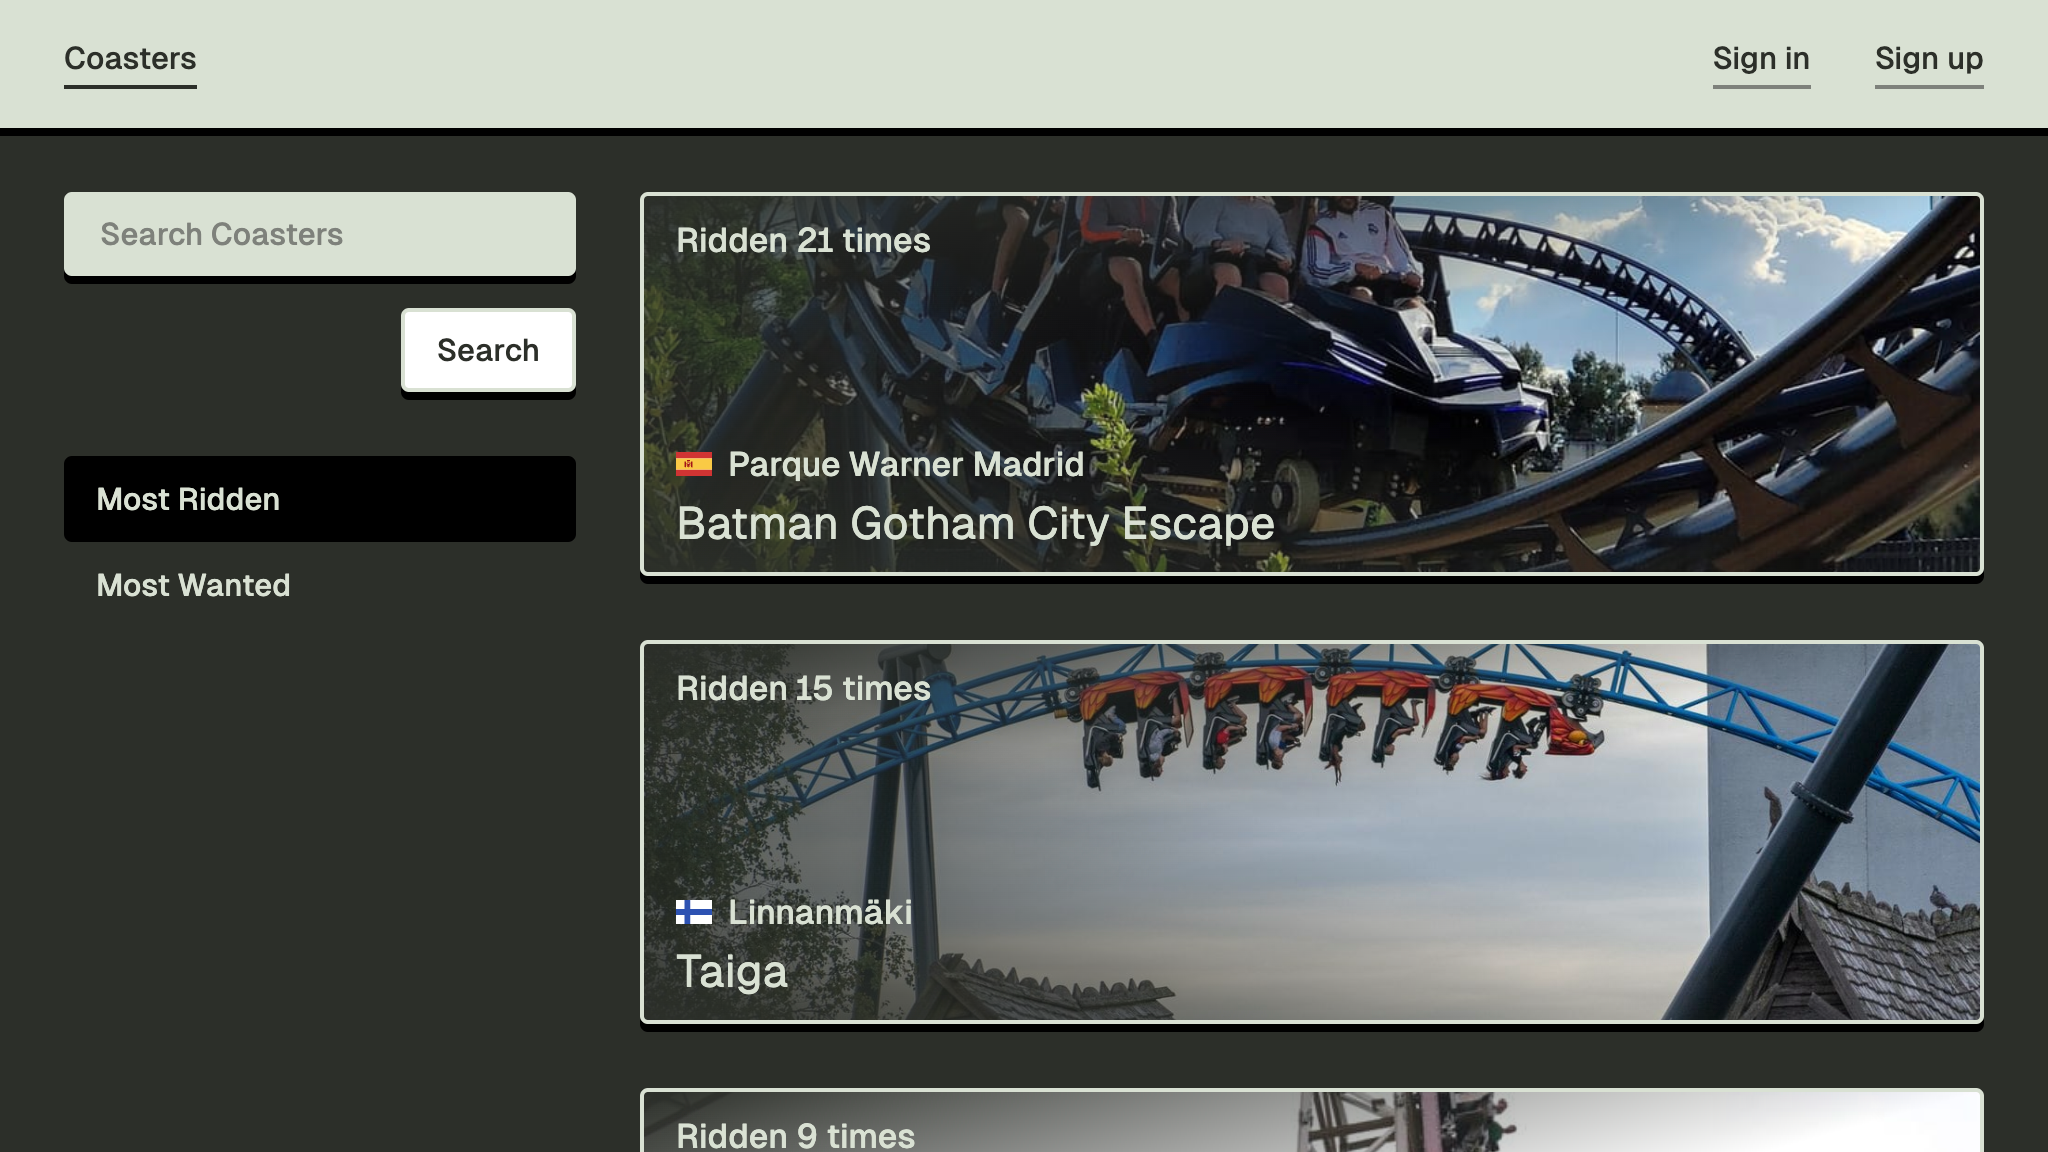 Coasters
Sign in
Sign up
Search Coasters
Search
Most Ridden
Most Wanted
Ridden 21 times
Parque Warner Madrid
Batman Gotham City Escape
Ridden 15 times
Linnanmäki
Taiga
Ridden 9 times